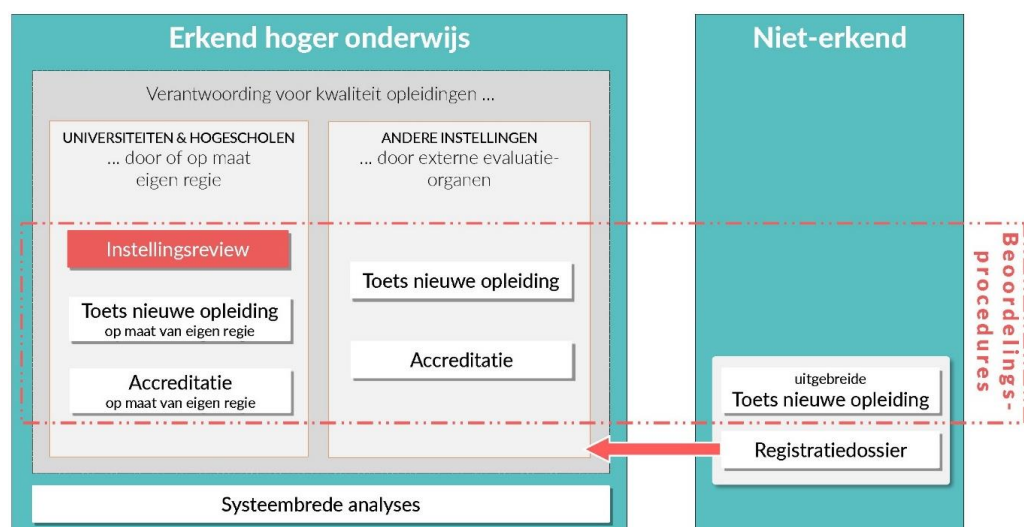 Erkend hoger onderwijs
Verantwoording voor kwaliteit opleidingen ...
UNIVERSITEITEN & HOGESCHOLEN
... door of op maat
eigen regie
Instellingsreview
Toets nieuwe opleiding
op maat van eigen regie
Accreditatie
op maat van eigen regie
ANDERE INSTELLINGEN
... door externe evaluatie-
organen
Toets nieuwe opleiding
Accreditatie
Systeembrede analyses
Niet-erkend
uitgebreide
Toets nieuwe opleiding
Registratiedossier
Beoordelings-
procedures